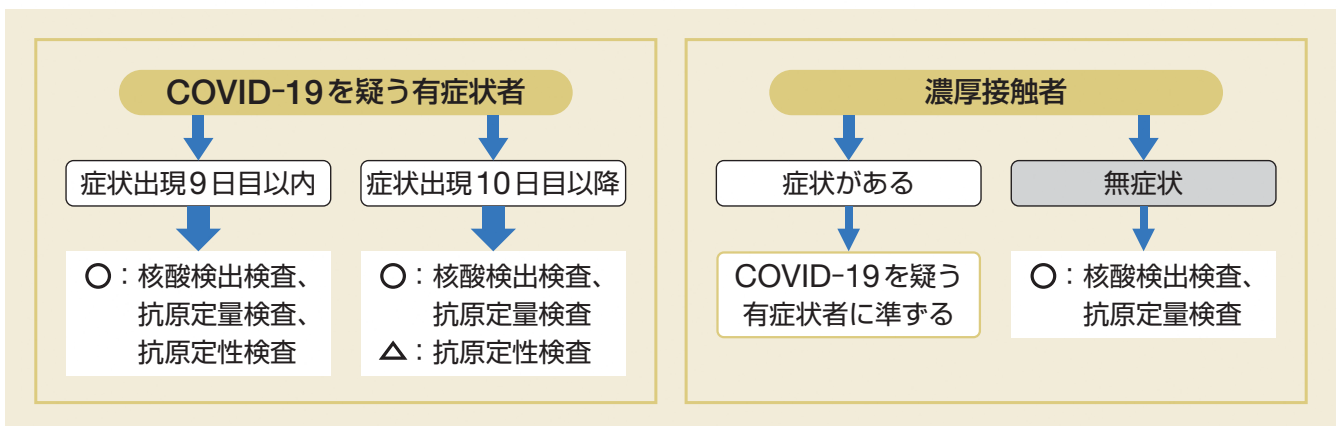 COVID-19を疑う有症状者
症状出現9日目以内
○：核酸検出検査、
抗原定量検査、
抗原定性検査
症状出現10日目以降
○：核酸検出検査、
抗原定量検査
△：抗原定性検査
濃厚接触者
症状がある
COVID-19を疑う
有症状者に準ずる
無症状
○：核酸検出検査、
抗原定量検査